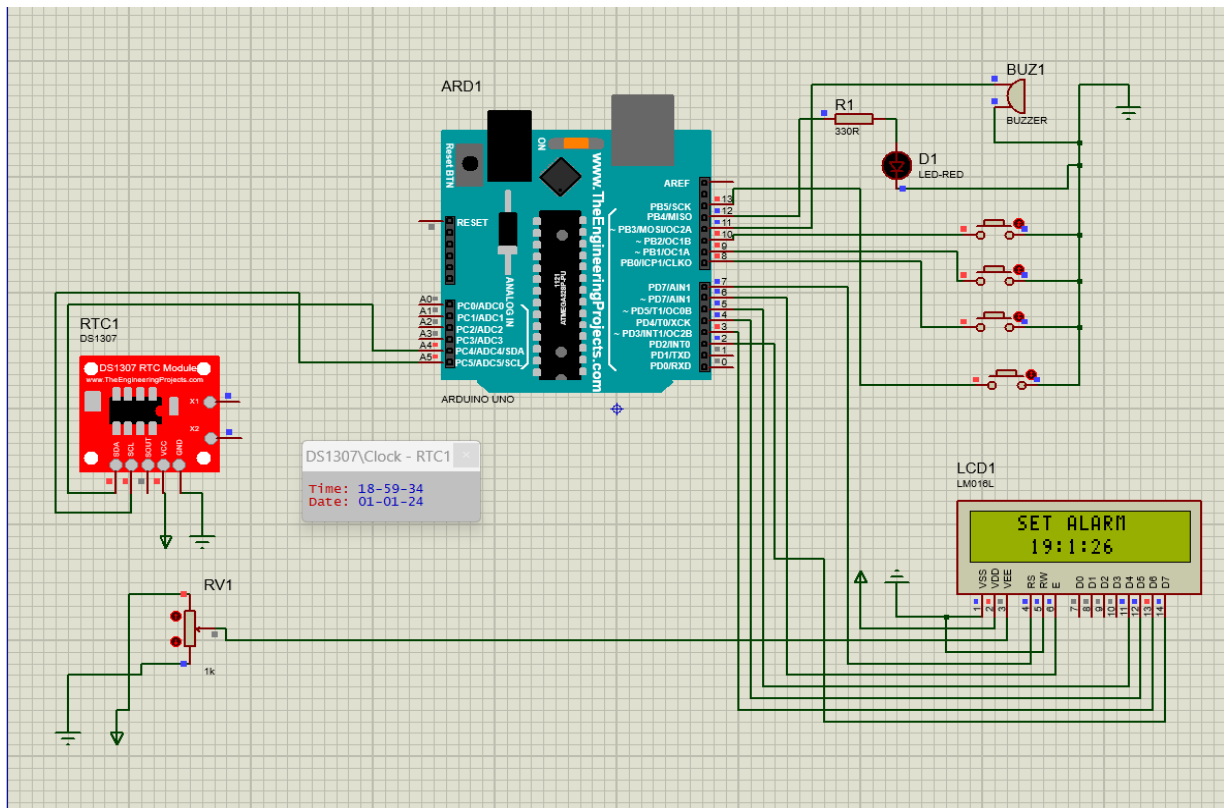 ARD1
Reset BTN
ON
www.TheEngineeringProjects.com
RESET
ANALOG IN
1121
ATMEGA328P-PU
AREF
PB5/SCK
PB4/MISO
~ PB3/MOSI/OC2A
~ PB2/OC1B
~ PB1/OC1A
PB0/ICP1/CLKO
13
12
11
10
9
8
PD7/AIN1
~ PD7/AIN1
~ PD5/T1/OC0B
PD4/T0/XCK
~ PD3/INT1/OC2B
PD2/INT0
PD1/TXD
PD0/RXD
7
6
5
4
3
2
1
0
A0
A1
A2
A3
A4
A5
PC0/ADC0
PC1/ADC1
PC2/ADC2
PC3/ADC3
PC4/ADC4/SDA
PC5/ADC5/SCL
ARDUINO UNO
BUZ1
BUZZER
R1
330R
D1
LED-RED
RTC1
DS1307
DS1307 RTC Module
www.TheEngineeringProjects.com
X1
X2
SDA
SCL
SOUT
VCC
GND
DS1307\Clock - RTC1
Time: 18-59-34
Date: 01-01-24
RV1
1k
LCD1
LM016L
SET ALARM
19:1:26
VSS
VDD
VEE
RS
RW
E
D0
D1
D2
D3
D4
D5
D6
D7
1
2
3
4
5
6
7
8
9
10
11
12
13
14